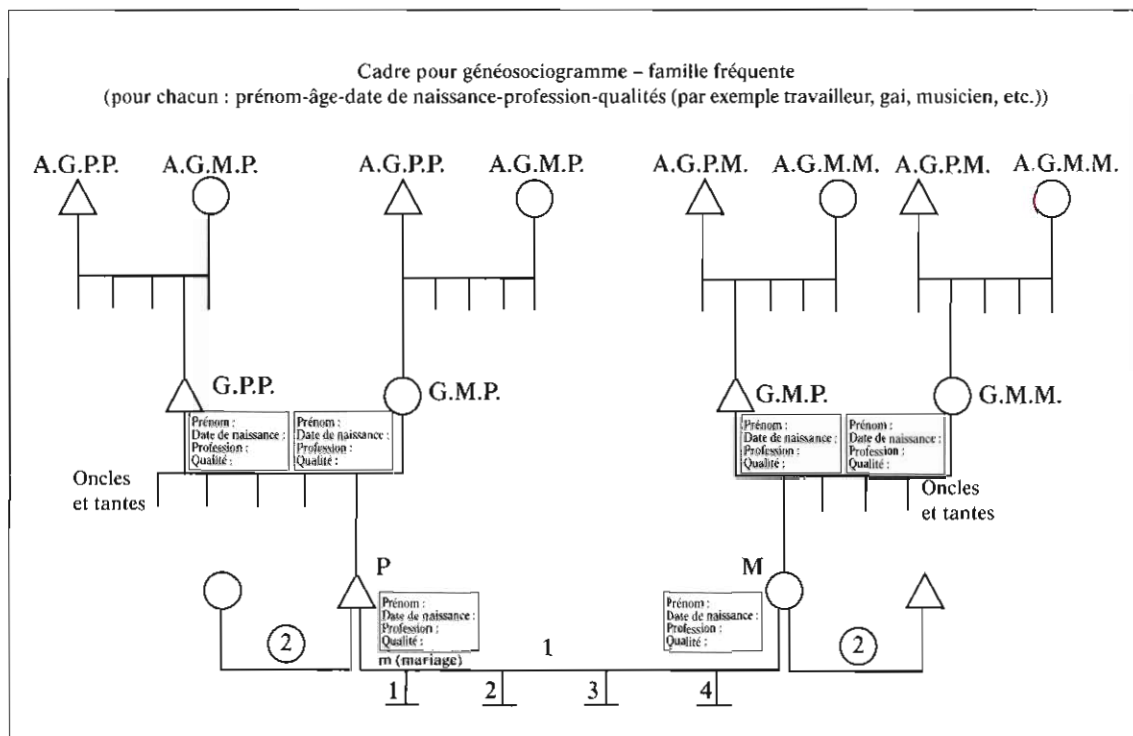 Cadre pour généosociogramme – famille fréquente
(pour chacun : prénom-âge-date de naissance-profession-qualités (par exemple travailleur, gai, musicien, etc.))
A.G.P.P. A.G.M.P. A.G.P.P. A.G.M.P. A.G.P.M. A.G.M.M. A.G.P.M. A.G.M.M.
G.P.P. G.M.P. G.M.P. G.M.M.
Prénom : Prénom : Prénom : Prénom :
Date de naissance : Date de naissance : Date de naissance : Date de naissance :
Profession : Profession : Profession : Profession :
Qualité : Qualité : Qualité : Qualité :
Oncles Oncles
et tantes et tantes
P M
Prénom : Prénom :
Date de naissance : Date de naissance :
Profession : Profession :
Qualité : Qualité :
2 1 2
m (mariage)
1 2 3 4